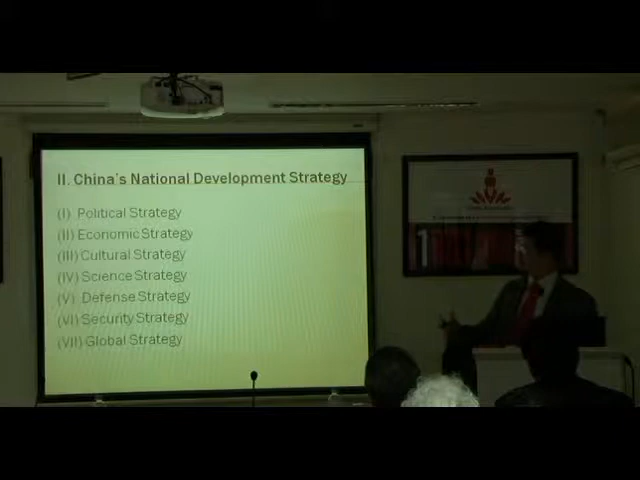 II. China's National Development Strategy
(I) Political Strategy
(II) Economic Strategy
(III) Cultural Strategy
(IV) Science Strategy
(V) Defense Strategy
(VI) Security Strategy
(VII) Global Strategy